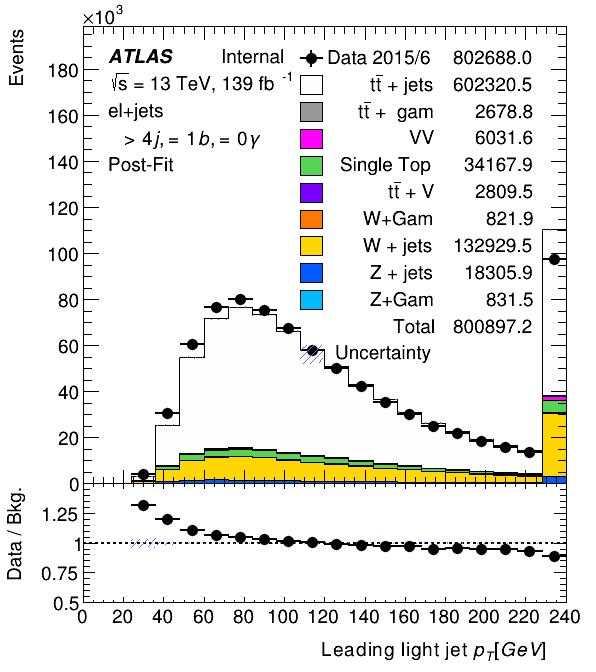 ×10³
Events
ATLAS Internal
√s = 13 TeV, 139 fb⁻¹
el+jets
> 4j, = 1b, = 0γ
Post-Fit
Data 2015/6 802688.0
tt̄ + jets 602320.5
tt̄ + gam 2678.8
VV 6031.6
Single Top 34167.9
tt̄ + V 2809.5
W+Gam 821.9
W + jets 132929.5
Z + jets 18305.9
Z+Gam 831.5
Total 800897.2
Uncertainty
180
160
140
120
100
80
60
40
20
0
Data / Bkg.
1.25
1
0.75
0.5
0 20 40 60 80 100 120 140 160 180 200 220 240
Leading light jet p_T[GeV]